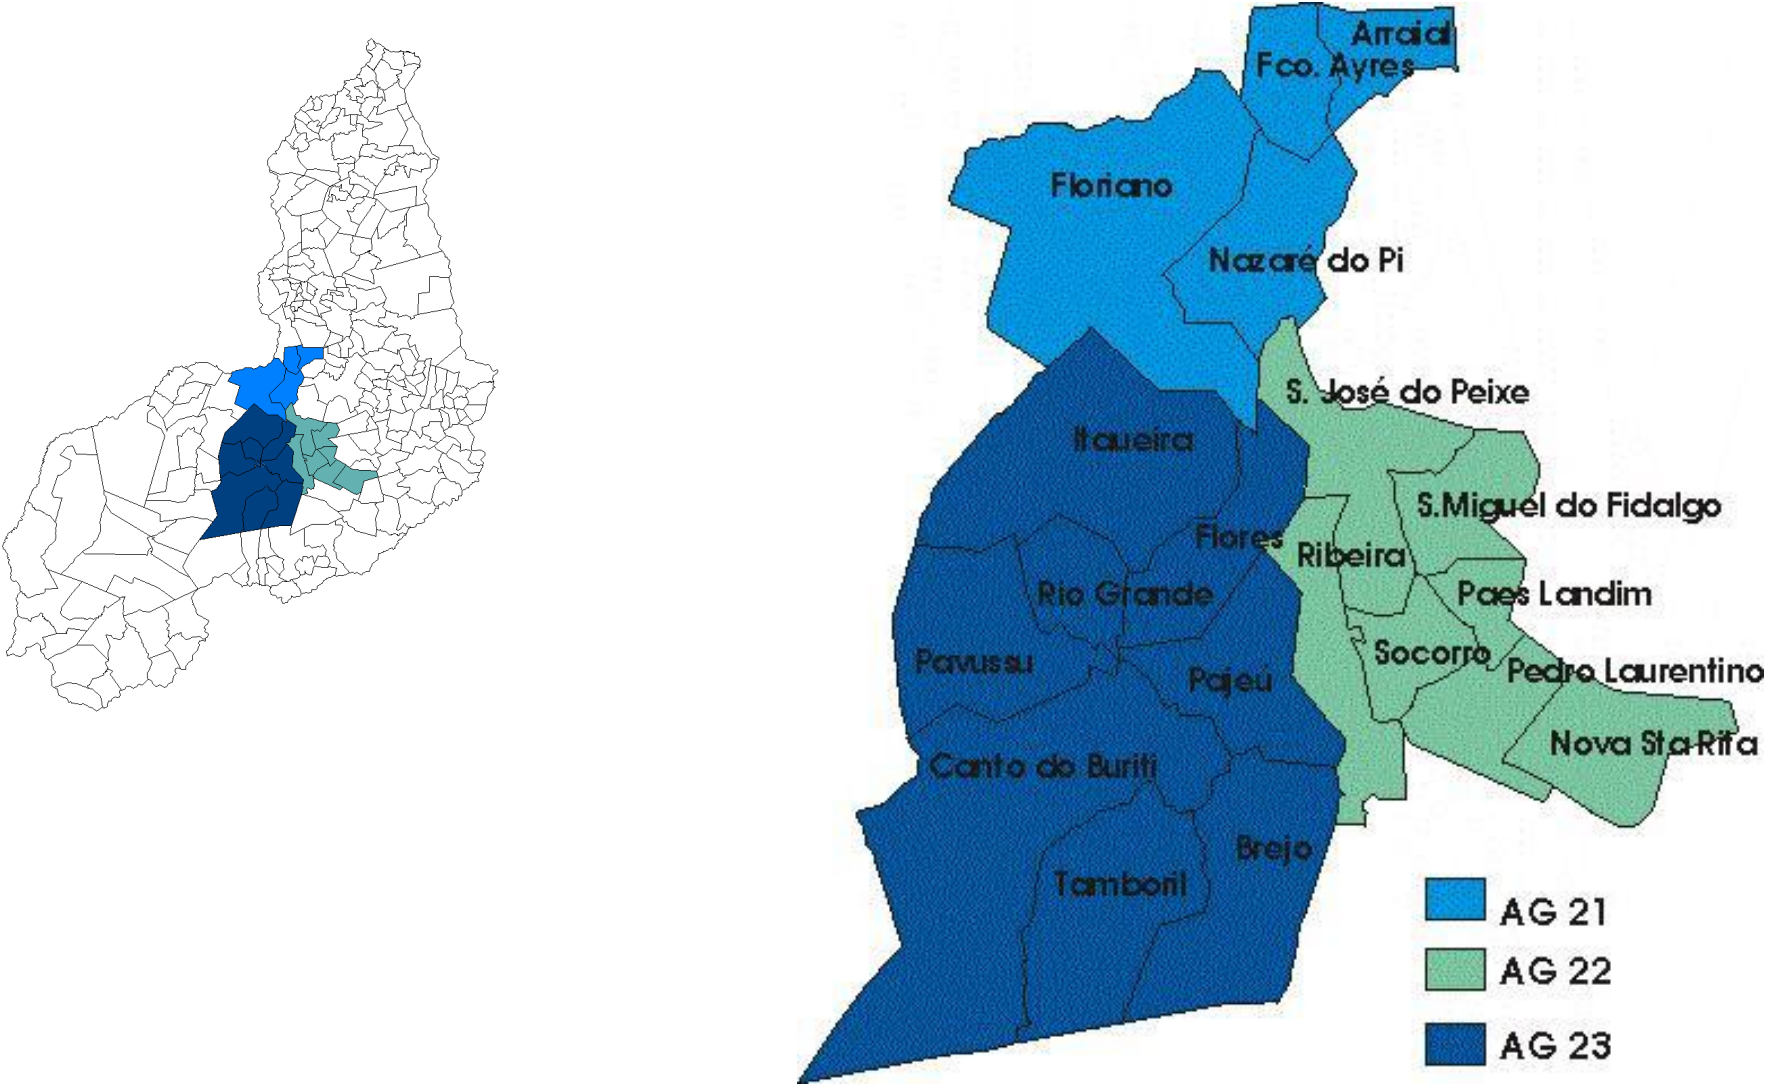 Arraial
Fco. Ayres
Floriano
Nazaré do Pi
S. José do Peixe
Itaueira
S.Miguel do Fidalgo
Flores
Ribeira
Rio Grande
Paes Landim
Socorro
Pavussu
Pajeú
Pedro Laurentino
Nova Sta Rita
Canto do Buriti
Brejo
Tamboril
AG 21
AG 22
AG 23